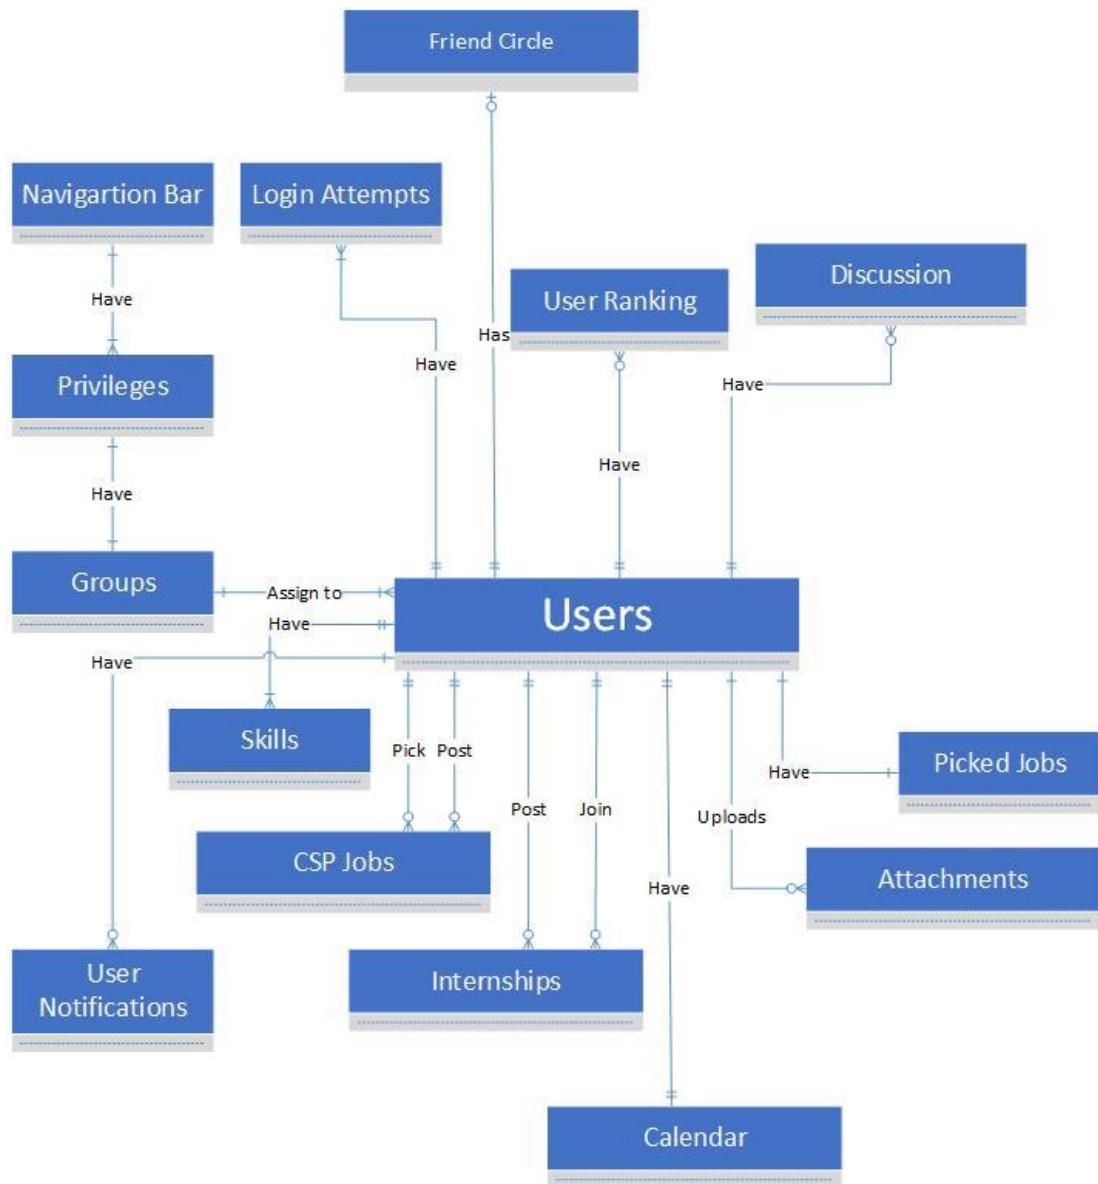 Friend Circle
Navigartion Bar
Login Attempts
Discussion
User Ranking
Have
Has
Privileges
Have
Have
Have
Have
Groups
Assign to
Users
Have
Have
Skills
Pick
Post
Picked Jobs
Have
Post
Join
Uploads
CSP Jobs
Attachments
Have
User
Notifications
Internships
Calendar